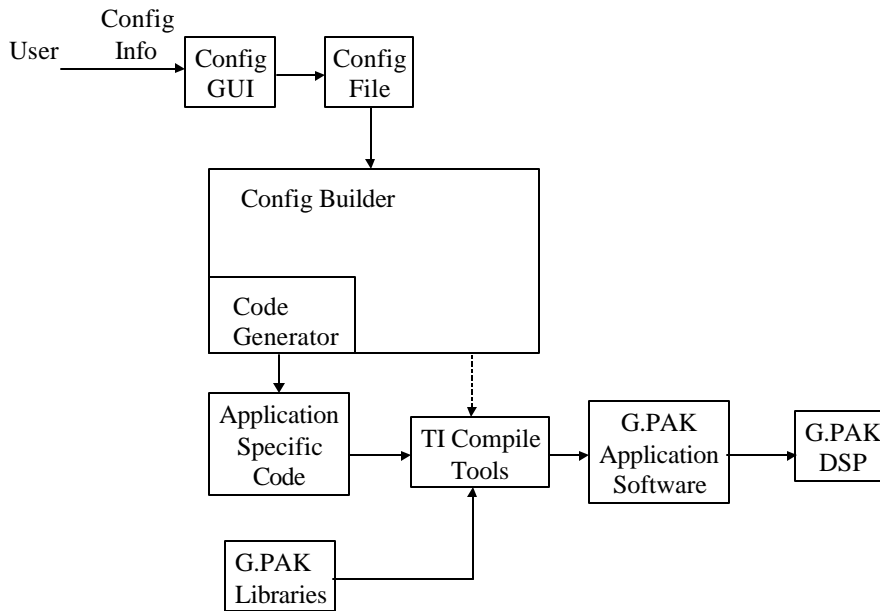 Config
Info
User
Config
GUI
Config
File
Config Builder
Code
Generator
Application
Specific
Code
TI Compile
Tools
G.PAK
Application
Software
G.PAK
DSP
G.PAK
Libraries